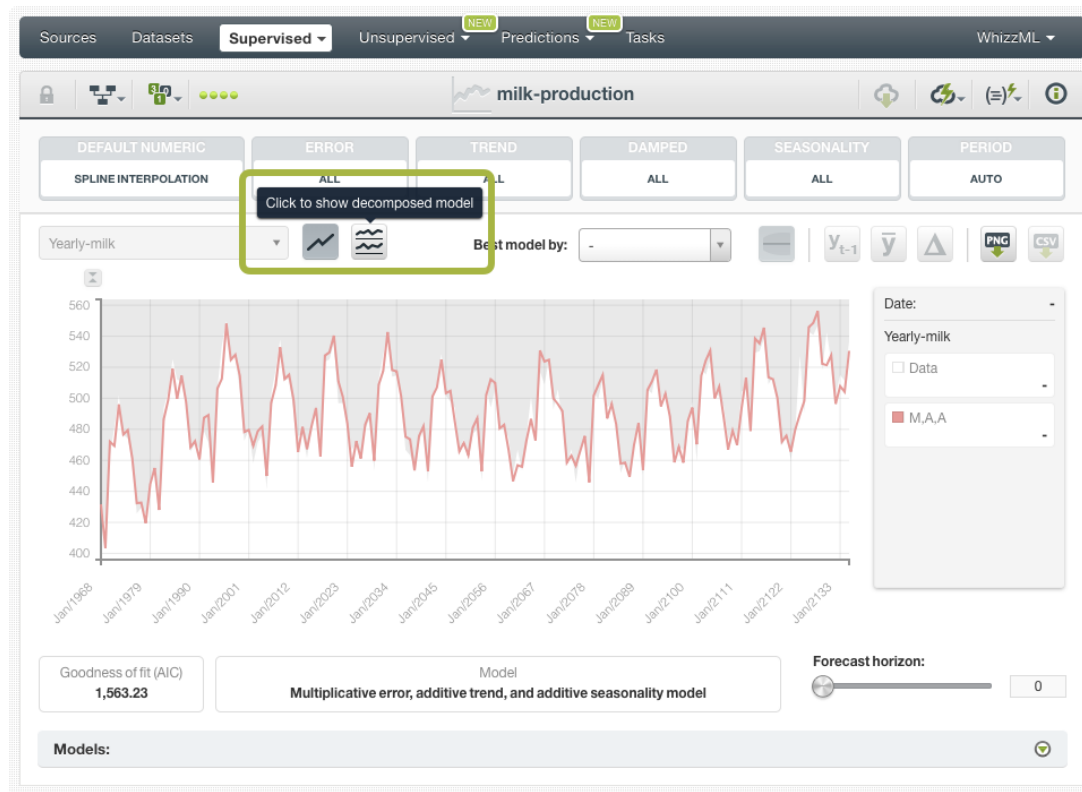 NEW NEW
Sources Datasets Supervised Unsupervised Predictions Tasks WhizzML
milk-production
DEFAULT NUMERIC ERROR TREND DAMPED SEASONALITY PERIOD
SPLINE INTERPOLATION ALL ALL ALL ALL AUTO
Click to show decomposed model
Yearly-milk Best model by: - yt-1 y Δ PNG CSV
560
540
520
500
480
460
440
420
400
Date: -
Yearly-milk
Data
-
M,A,A
-
Jan/1968 Jan/1979 Jan/1990 Jan/2001 Jan/2012 Jan/2023 Jan/2034 Jan/2045 Jan/2056 Jan/2067 Jan/2078 Jan/2089 Jan/2100 Jan/2111 Jan/2122 Jan/2133
Goodness of fit (AIC)
1,563.23
Model
Multiplicative error, additive trend, and additive seasonality model
Forecast horizon:
0
Models: